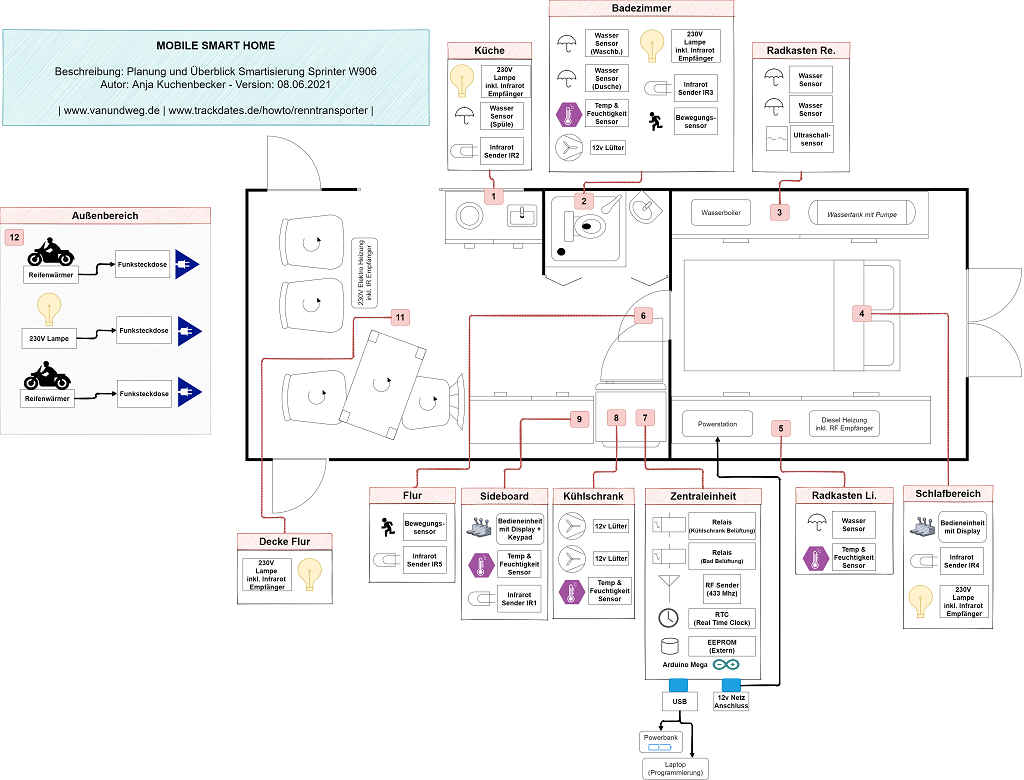 MOBILE SMART HOME
Beschreibung: Planung und Überblick Smartisierung Sprinter W906
Autor: Anja Kuchenbecker - Version: 08.06.2021
| www.vanundweg.de | www.trackdates.de/howto/renntransporter |
Küche
230V
Lampe
inkl. Infrarot
Empfänger
Wasser
Sensor
(Spüle)
Infrarot
Sender IR2
Badezimmer
Wasser
Sensor
(Waschb.)
Wasser
Sensor
(Dusche)
Temp &
Feuchtigkeit
Sensor
12v Lüfter
230V
Lampe
inkl. Infrarot
Empfänger
Infrarot
Sender IR3
Bewegungs-
sensor
Radkasten Re.
Wasser
Sensor
Wasser
Sensor
Ultraschall-
sensor
Außenbereich
12
Reifenwärmer
Funksteckdose
230V Lampe
Funksteckdose
Reifenwärmer
Funksteckdose
1
2
3
Wasserboiler
Wassertank mit Pumpe
230V Elektro Heizung
inkl. IR Empfänger
11
6
4
9
8
7
Powerstation
5
Diesel Heizung
inkl. RF Empfänger
Decke Flur
230V
Lampe
inkl. Infrarot
Empfänger
Flur
Bewegungs-
sensor
Infrarot
Sender IR5
Sideboard
Bedieneinheit
mit Display +
Keypad
Temp &
Feuchtigkeit
Sensor
Infrarot
Sender IR1
Kühlschrank
12v Lüfter
12v Lüfter
Temp &
Feuchtigkeit
Sensor
Zentraleinheit
Relais
(Kühlschrank Belüftung)
Relais
(Bad Belüftung)
RF Sender
(433 Mhz)
RTC
(Real Time Clock)
EEPROM
(Extern)
Arduino Mega
USB
12v Netz
Anschluss
Powerbank
Laptop
(Programmierung)
Radkasten Li.
Wasser
Sensor
Temp &
Feuchtigkeit
Sensor
Schlafbereich
Bedieneinheit
mit Display
Infrarot
Sender IR4
230V
Lampe
inkl. Infrarot
Empfänger